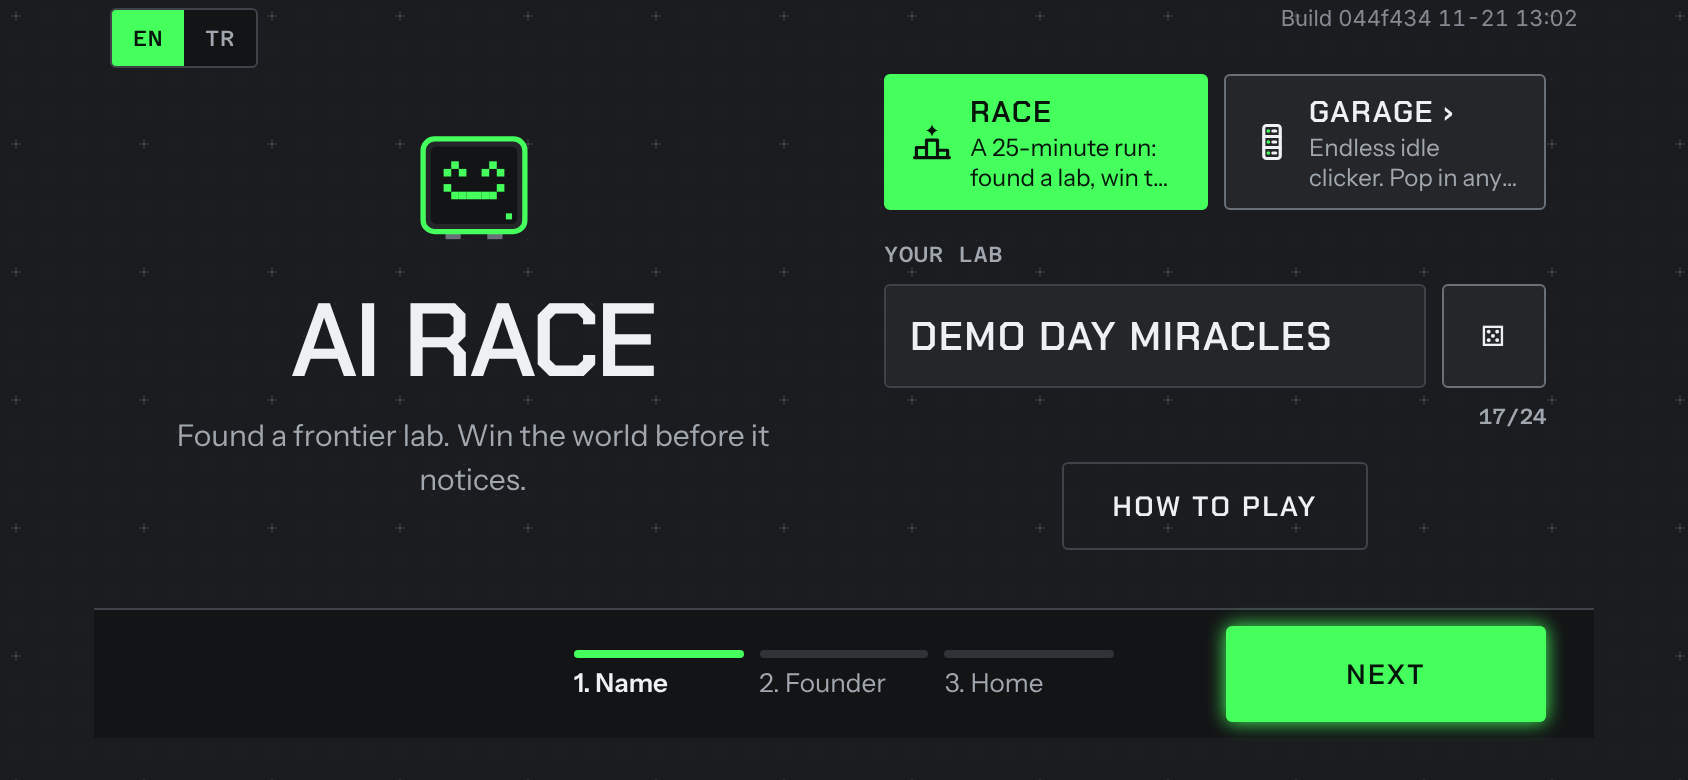 EN TR
Build 044f434 11-21 13:02
RACE
A 25-minute run:
found a lab, win t...
GARAGE ›
Endless idle
clicker. Pop in any...
AI RACE
Found a frontier lab. Win the world before it
notices.
YOUR LAB
DEMO DAY MIRACLES
17/24
HOW TO PLAY
1. Name
2. Founder
3. Home
NEXT